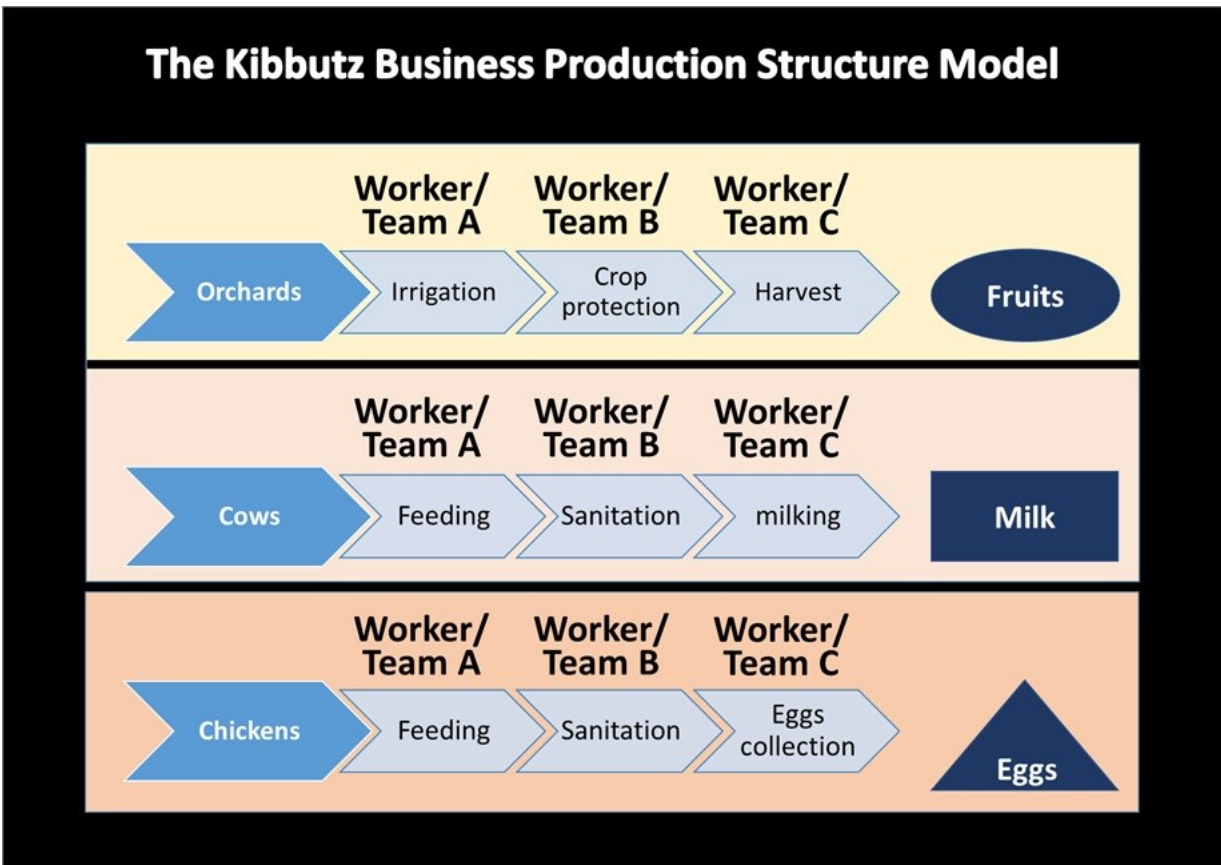 The Kibbutz Business Production Structure Model
Worker/
Team A
Worker/
Team B
Worker/
Team C
Orchards
Irrigation
Crop
protection
Harvest
Fruits
Worker/
Team A
Worker/
Team B
Worker/
Team C
Cows
Feeding
Sanitation
milking
Milk
Worker/
Team A
Worker/
Team B
Worker/
Team C
Chickens
Feeding
Sanitation
Eggs
collection
Eggs